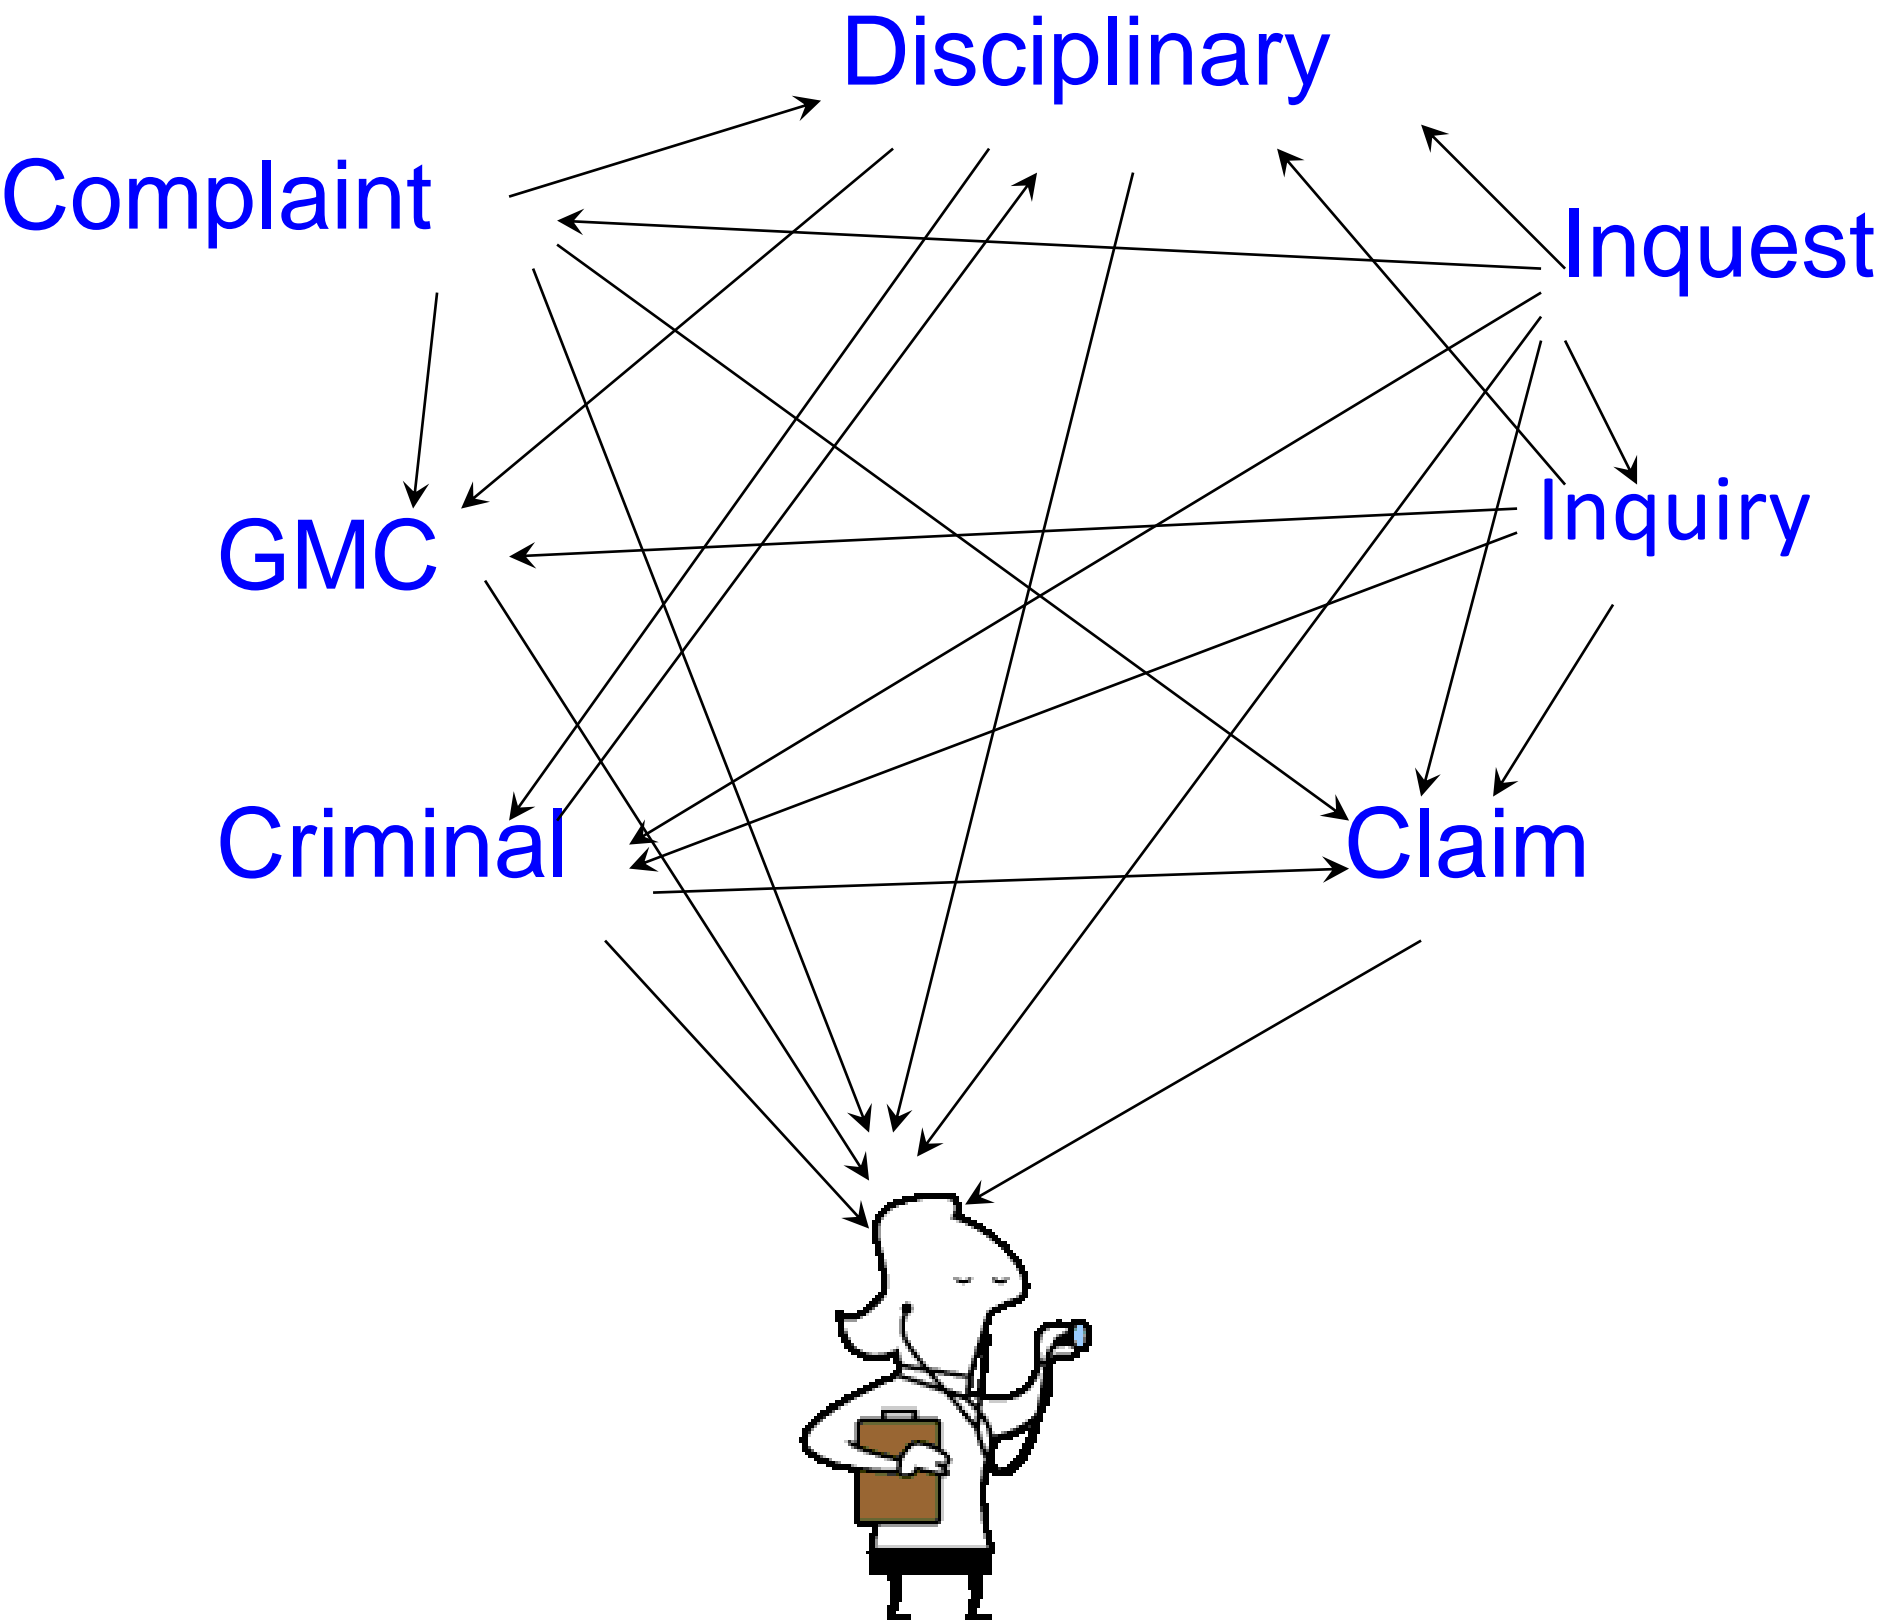 Disciplinary
Complaint
Inquest
Inquiry
GMC
Criminal
Claim